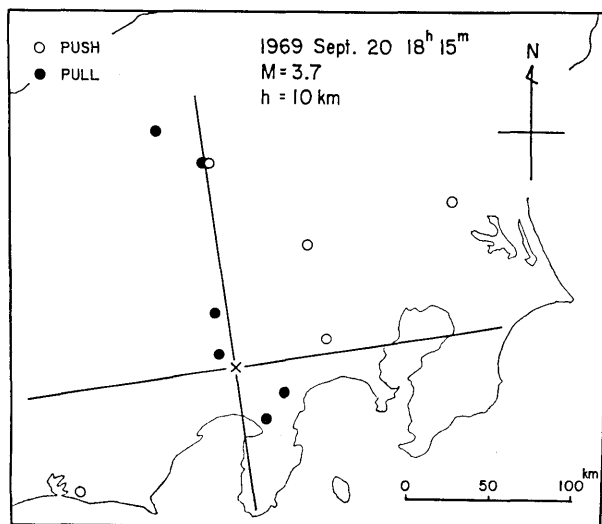 ○ PUSH
● PULL
1969 Sept. 20 18h 15m
M = 3.7
h = 10 km
N
0 50 100 km